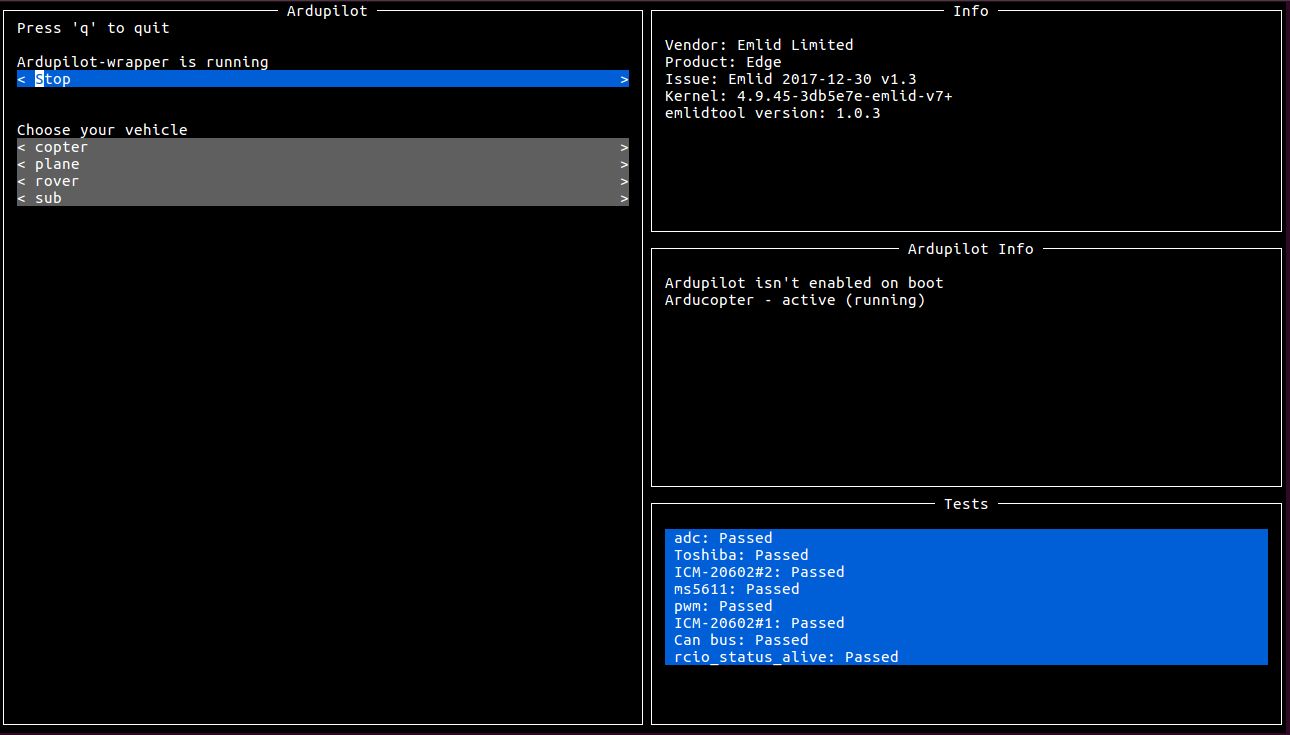 Ardupilot
Press 'q' to quit
Ardupilot-wrapper is running
< Stop >
Choose your vehicle
< copter >
< plane >
< rover >
< sub >
Info
Vendor: Emlid Limited
Product: Edge
Issue: Emlid 2017-12-30 v1.3
Kernel: 4.9.45-3db5e7e-emlid-v7+
emlidtool version: 1.0.3
Ardupilot Info
Ardupilot isn't enabled on boot
Arducopter - active (running)
Tests
adc: Passed
Toshiba: Passed
ICM-20602#2: Passed
ms5611: Passed
pwm: Passed
ICM-20602#1: Passed
Can bus: Passed
rcio_status_alive: Passed